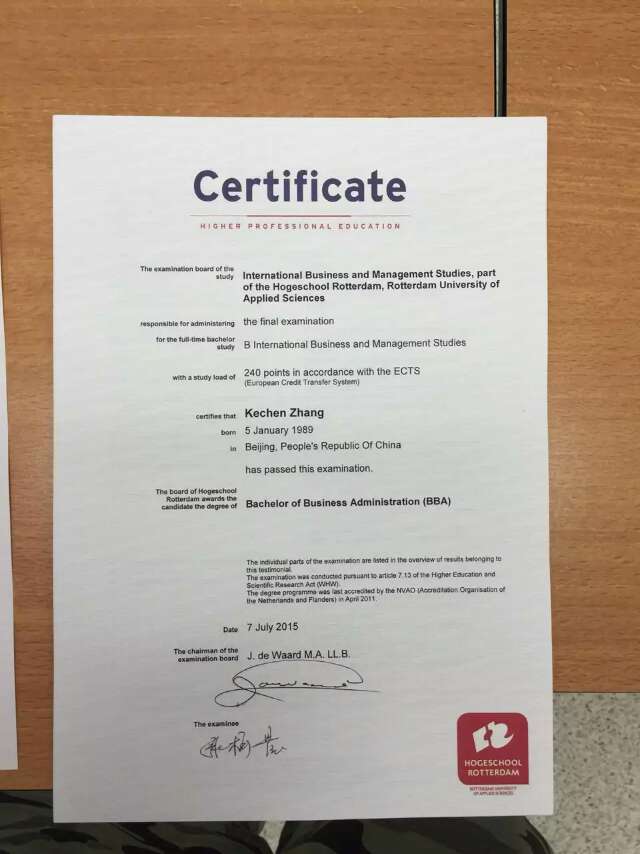 Certificate
HIGHER PROFESSIONAL EDUCATION
The examination board of the
study
International Business and Management Studies, part
of the Hogeschool Rotterdam, Rotterdam University of
Applied Sciences
responsible for administering the final examination
for the full-time bachelor
study
B International Business and Management Studies
with a study load of
240 points in accordance with the ECTS
(European Credit Transfer System)
certifies that Kechen Zhang
born 5 January 1989
in Beijing, People's Republic Of China
has passed this examination.
The board of Hogeschool
Rotterdam awards the
candidate the degree of
Bachelor of Business Administration (BBA)
The individual parts of the examination are listed in the overview of results belonging to
this testimonial.
The examination was conducted pursuant to article 7.13 of the Higher Education and
Scientific Research Act (WHW).
The degree programme was last accredited by the NVAO (Accreditation Organisation of
the Netherlands and Flanders) in April 2011.
Date 7 July 2015
The chairman of the
examination board
J. de Waard M.A. LL.B.
The examinee
HOGESCHOOL
ROTTERDAM
ROTTERDAM UNIVERSITY
OF APPLIED SCIENCES